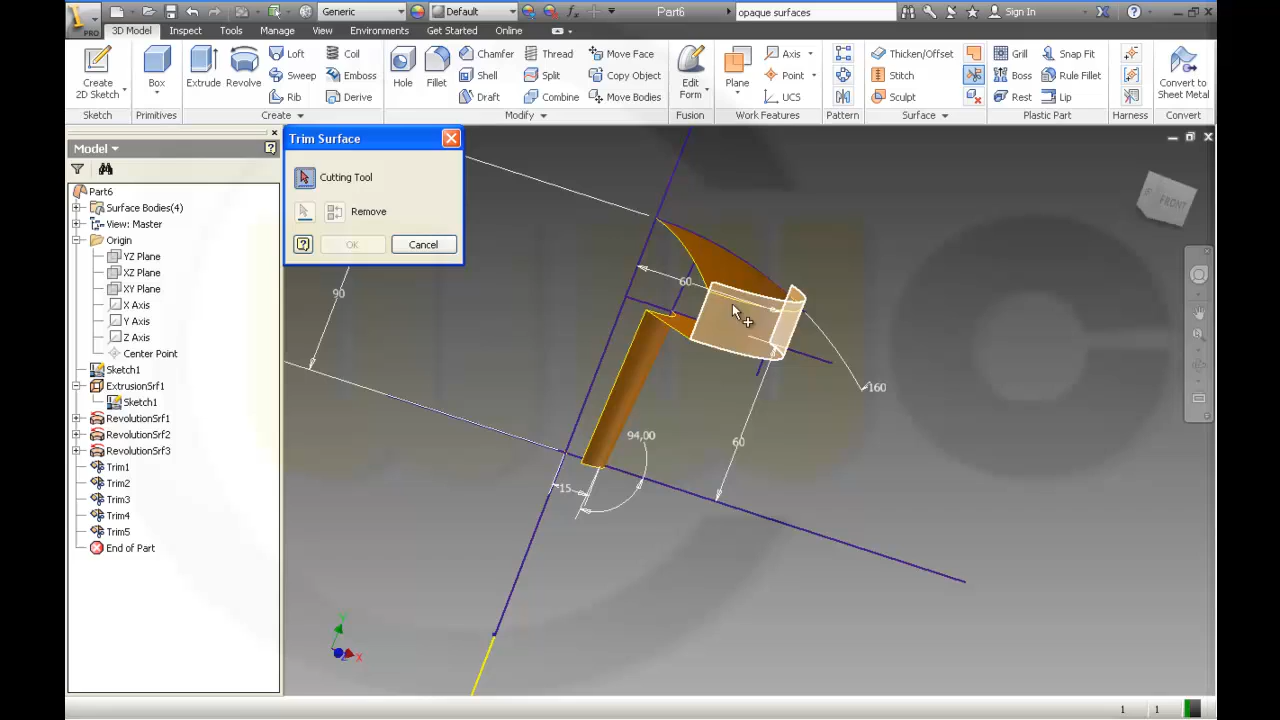 Generic
Default
Part6
opaque surfaces
Sign In
PRO
3D Model
Inspect
Tools
Manage
View
Environments
Get Started
Online
Create
2D Sketch
Box
Extrude
Revolve
Loft
Sweep
Rib
Coil
Emboss
Derive
Hole
Fillet
Chamfer
Shell
Draft
Thread
Split
Combine
Move Face
Copy Object
Move Bodies
Edit
Form
Plane
Axis
Point
UCS
Thicken/Offset
Stitch
Sculpt
Grill
Boss
Rest
Snap Fit
Rule Fillet
Lip
Convert to
Sheet Metal
Sketch
Primitives
Create
Modify
Fusion
Work Features
Pattern
Surface
Plastic Part
Harness
Convert
Model
Part6
Surface Bodies(4)
View: Master
Origin
YZ Plane
XZ Plane
XY Plane
X Axis
Y Axis
Z Axis
Center Point
Sketch1
ExtrusionSrf1
Sketch1
RevolutionSrf1
RevolutionSrf2
RevolutionSrf3
Trim1
Trim2
Trim3
Trim4
Trim5
End of Part
Trim Surface
Cutting Tool
Remove
OK
Cancel
FRONT
60
90
160
94,00
60
15
Y
X
Z
1
1